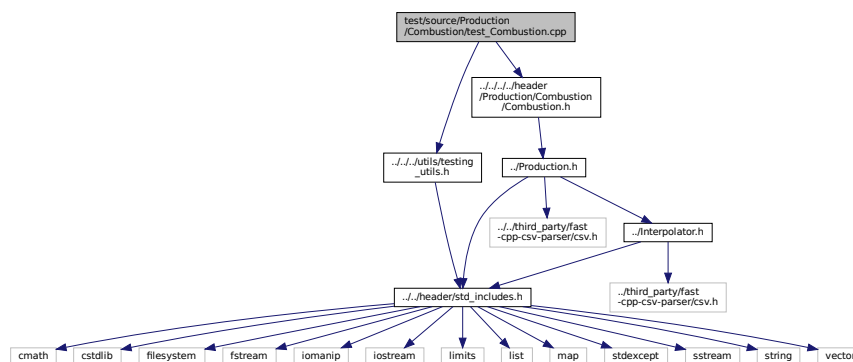 test/source/Production
/Combustion/test_Combustion.cpp
../../../../header
/Production/Combustion
/Combustion.h
../../../utils/testing
_utils.h
../Production.h
../../third_party/fast
-cpp-csv-parser/csv.h
../Interpolator.h
../third_party/fast
-cpp-csv-parser/csv.h
../../header/std_includes.h
cmath
cstdlib
filesystem
fstream
iomanip
iostream
limits
list
map
stdexcept
sstream
string
vector